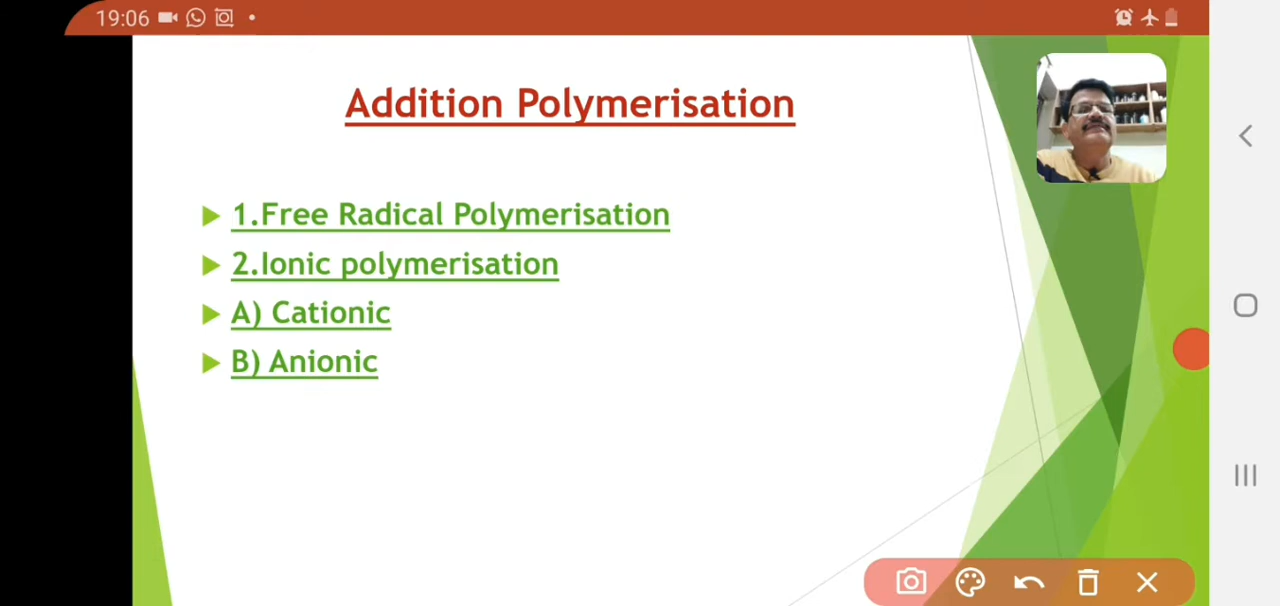 19:06
Addition Polymerisation
1.Free Radical Polymerisation
2.Ionic polymerisation
A) Cationic
B) Anionic